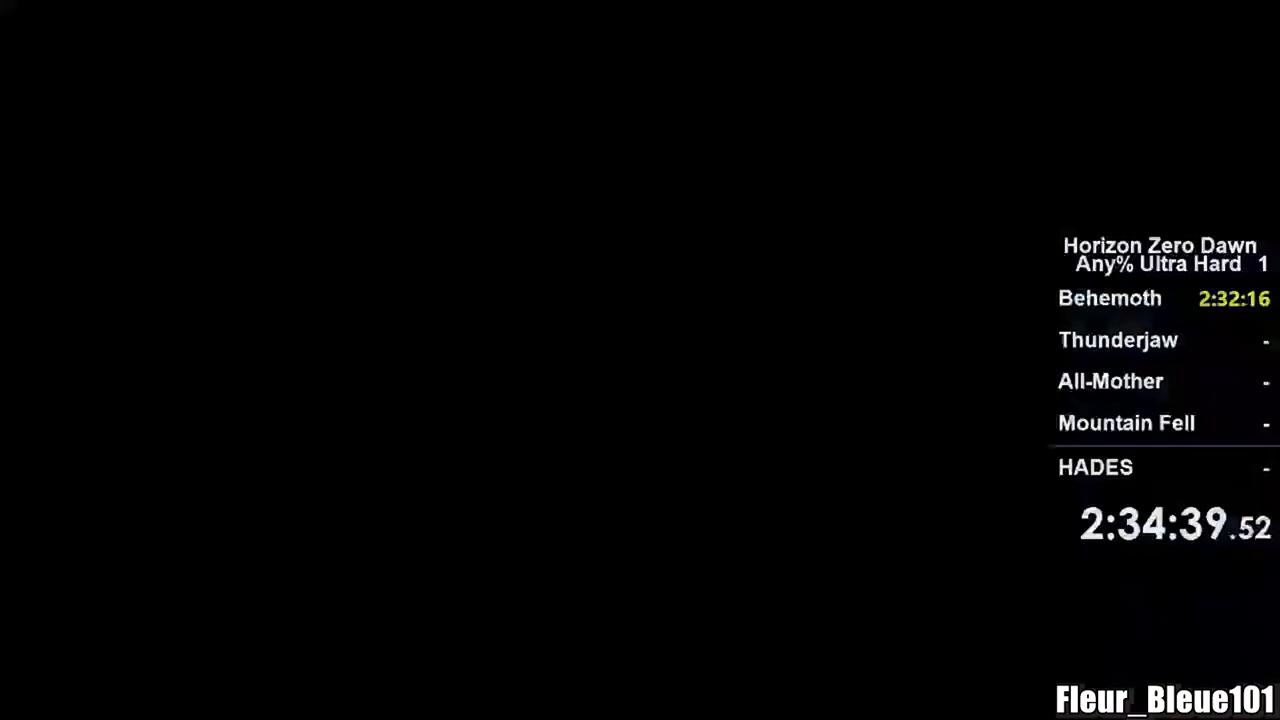 Horizon Zero Dawn
Any% Ultra Hard 1
Behemoth 2:32:16
Thunderjaw -
All-Mother -
Mountain Fell -
HADES -
2:34:39.52
Fleur_Bleue101